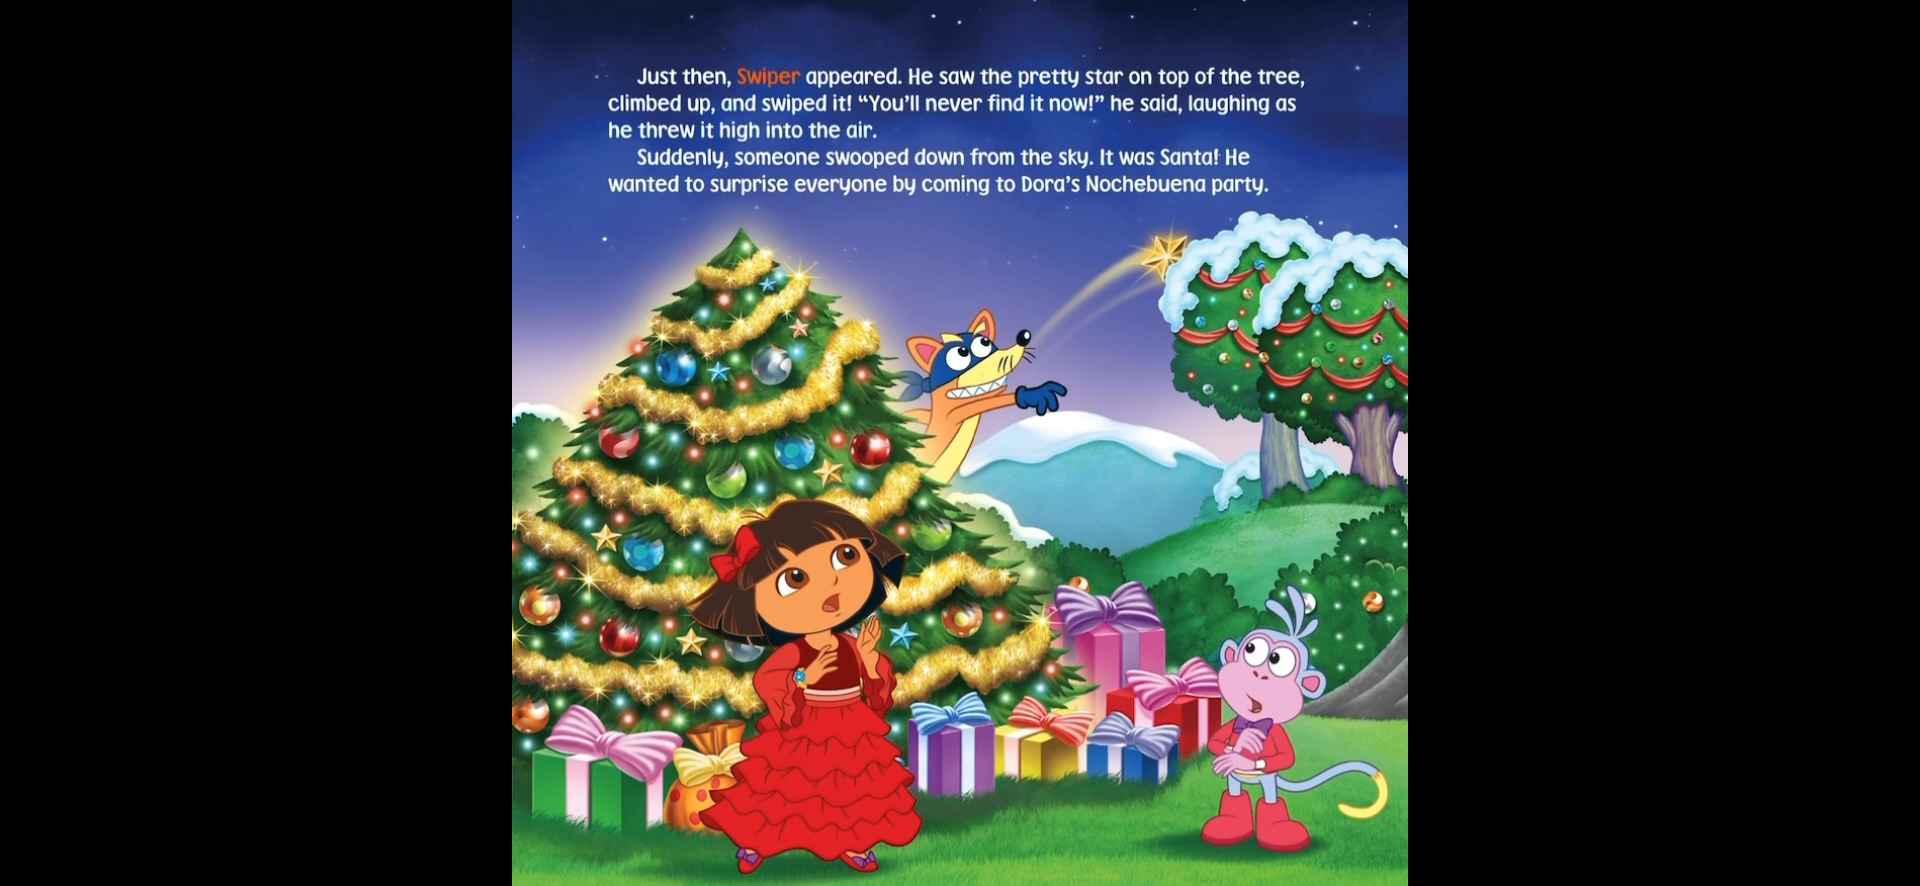 Just then, Swiper appeared. He saw the pretty star on top of the tree,
climbed up, and swiped it! “You’ll never find it now!” he said, laughing as
he threw it high into the air.
Suddenly, someone swooped down from the sky. It was Santa! He
wanted to surprise everyone by coming to Dora’s Nochebuena party.